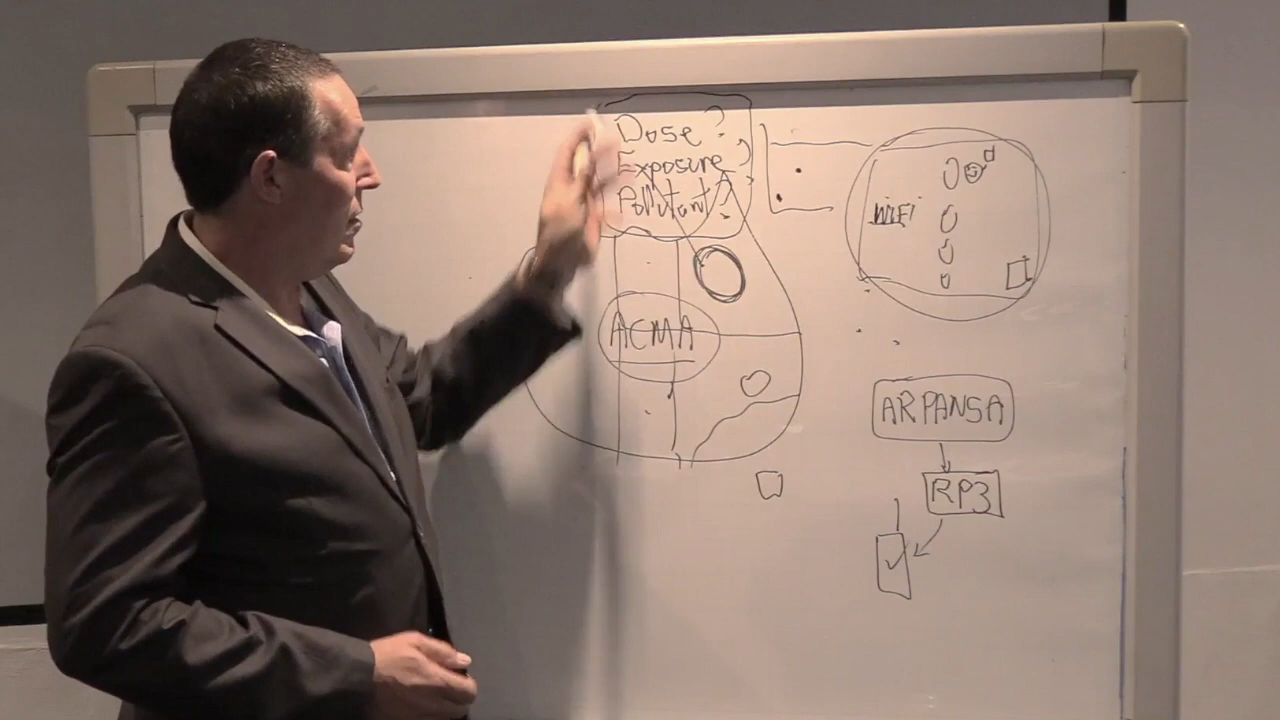 Dose?
Exposure?
Pollutant?
WiFi
ACMA
ARPANSA
RP3